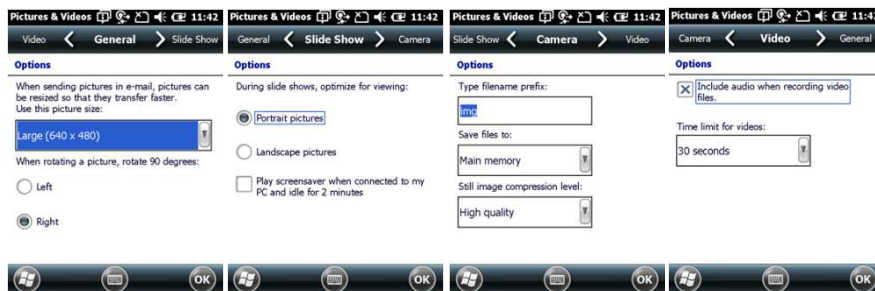 Pictures & Videos 11:42
Video General Slide Show
Options
When sending pictures in e-mail, pictures can
be resized so that they transfer faster.
Use this picture size:
Large (640 x 480)
When rotating a picture, rotate 90 degrees:
Left
Right
OK
Pictures & Videos 11:42
General Slide Show Camera
Options
During slide shows, optimize for viewing:
Portrait pictures
Landscape pictures
Play screensaver when connected to my
PC and idle for 2 minutes
OK
Pictures & Videos 11:42
Slide Show Camera Video
Options
Type filename prefix:
img
Save files to:
Main memory
Still image compression level:
High quality
OK
Pictures & Videos 11:42
Camera Video General
Options
Include audio when recording video
files.
Time limit for videos:
30 seconds
OK